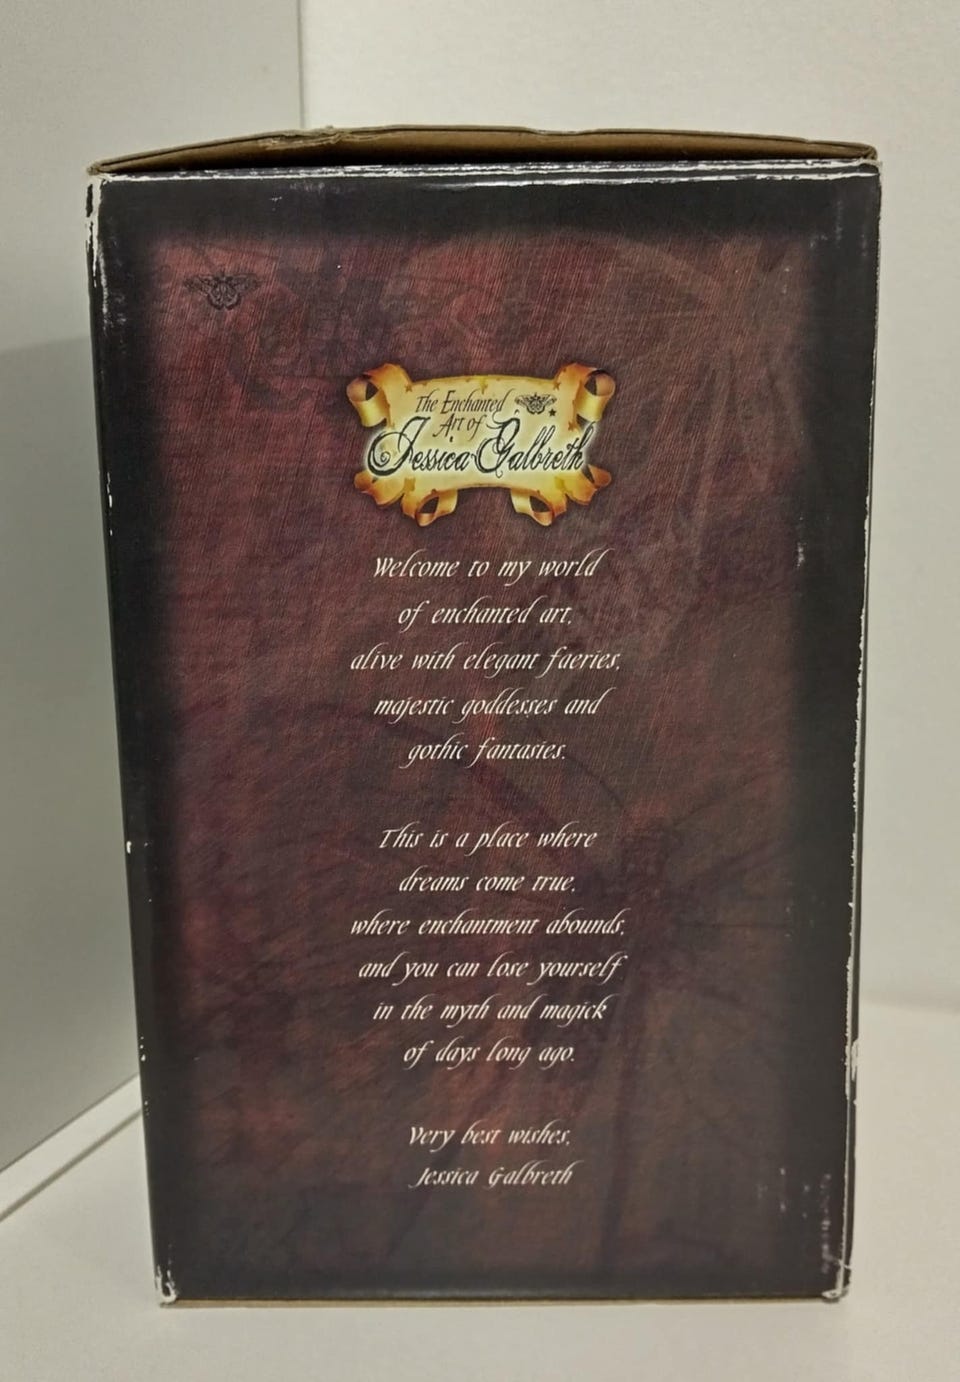 The Enchanted
Art of
Jessica Galbreth
Welcome to my world
of enchanted art,
alive with elegant faeries,
majestic goddesses and
gothic fantasies.
This is a place where
dreams come true,
where enchantment abounds,
and you can lose yourself
in the myth and magick
of days long ago.
Very best wishes,
Jessica Galbreth